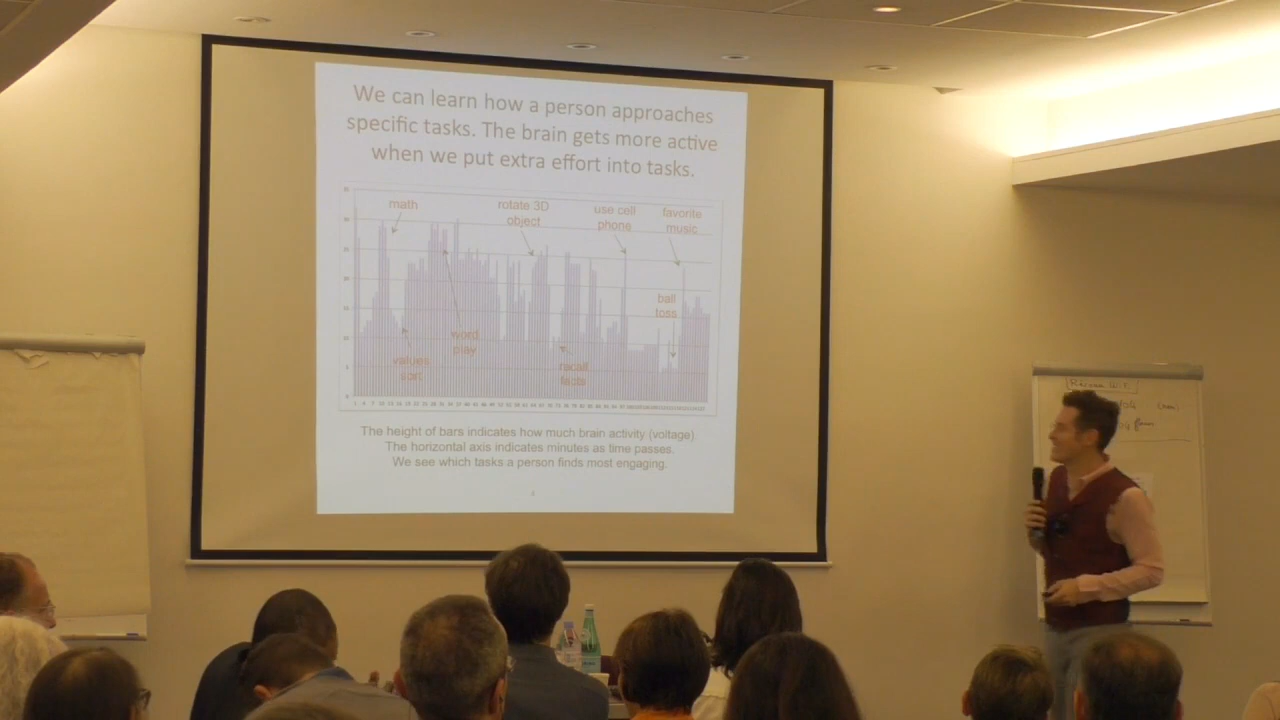 We can learn how a person approaches
specific tasks. The brain gets more active
when we put extra effort into tasks.
math
rotate 3D
object
use cell
phone
favorite
music
ball
toss
word
play
values
sort
recall
facts
The height of bars indicates how much brain activity (voltage).
The horizontal axis indicates minutes as time passes.
We see which tasks a person finds most engaging.